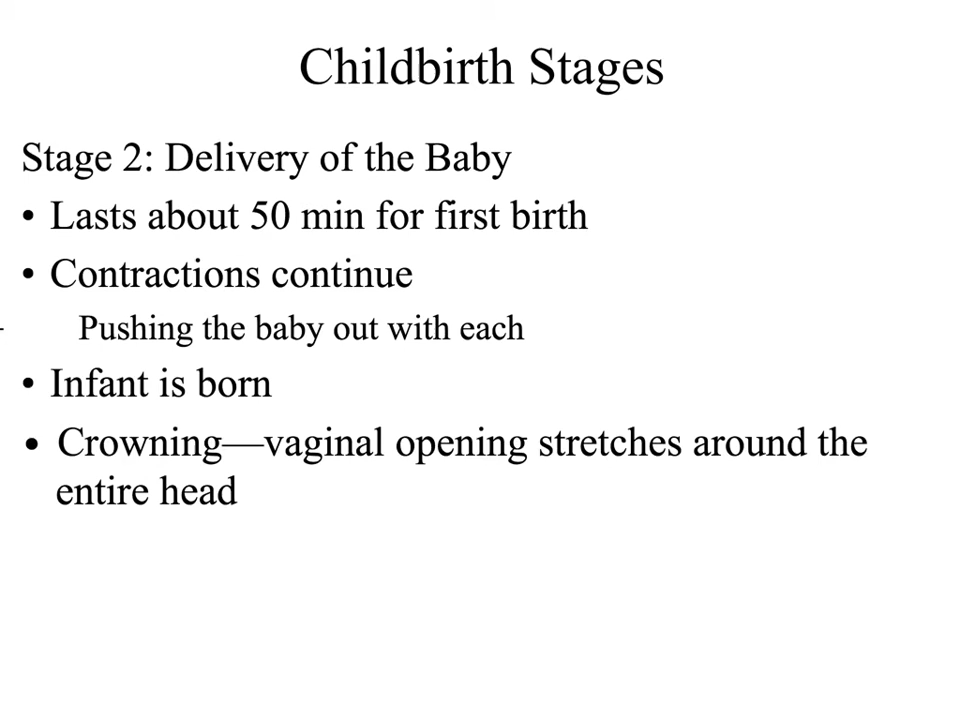 Childbirth Stages
Stage 2: Delivery of the Baby
• Lasts about 50 min for first birth
• Contractions continue
– Pushing the baby out with each
• Infant is born
• Crowning—vaginal opening stretches around the
entire head